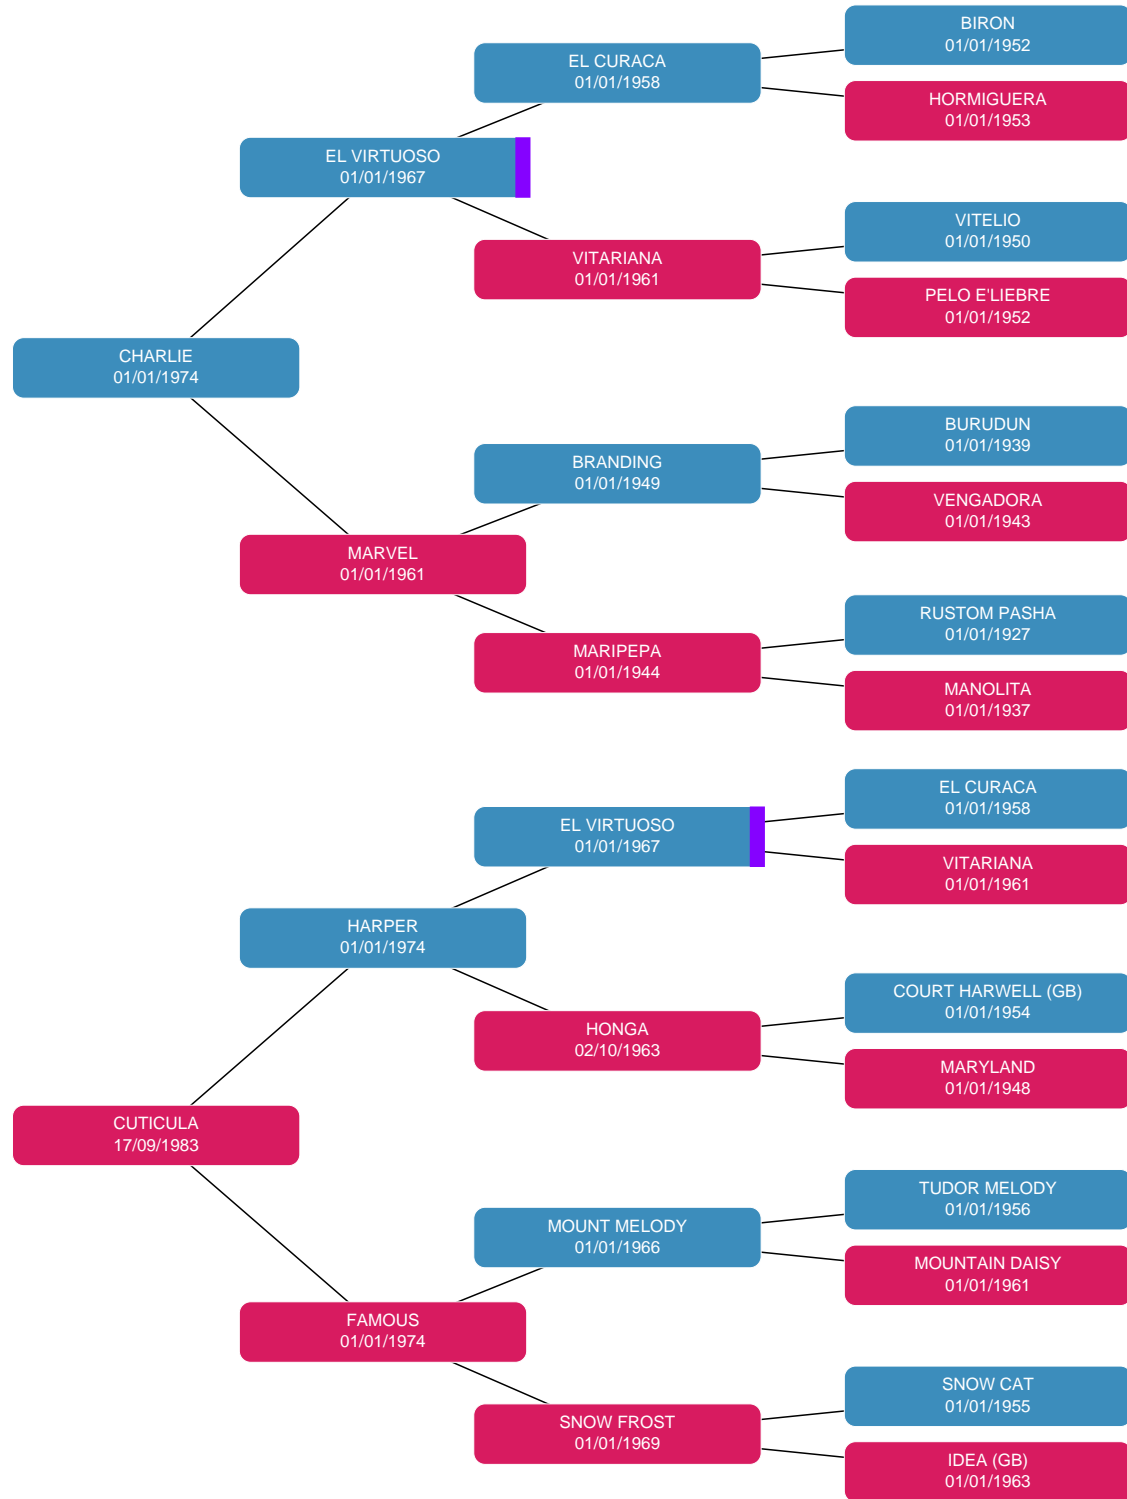 BIRON
01/01/1952
EL CURACA
01/01/1958
HORMIGUERA
01/01/1953
EL VIRTUOSO
01/01/1967
VITELIO
01/01/1950
VITARIANA
01/01/1961
PELO E'LIEBRE
01/01/1952
CHARLIE
01/01/1974
BURUDUN
01/01/1939
BRANDING
01/01/1949
VENGADORA
01/01/1943
MARVEL
01/01/1961
RUSTOM PASHA
01/01/1927
MARIPEPA
01/01/1944
MANOLITA
01/01/1937
EL CURACA
01/01/1958
EL VIRTUOSO
01/01/1967
VITARIANA
01/01/1961
HARPER
01/01/1974
COURT HARWELL (GB)
01/01/1954
HONGA
02/10/1963
MARYLAND
01/01/1948
CUTICULA
17/09/1983
TUDOR MELODY
01/01/1956
MOUNT MELODY
01/01/1966
MOUNTAIN DAISY
01/01/1961
FAMOUS
01/01/1974
SNOW CAT
01/01/1955
SNOW FROST
01/01/1969
IDEA (GB)
01/01/1963